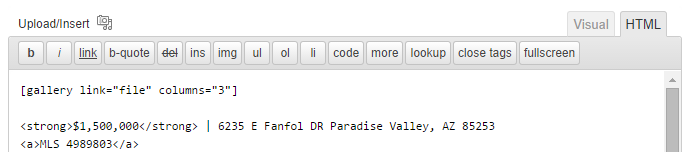 Upload/Insert
Visual HTML
b i link b-quote del ins img ul ol li code more lookup close tags fullscreen
[gallery link="file" columns="3"]
<strong>$1,500,000</strong> | 6235 E Fanfol DR Paradise Valley, AZ 85253
<a>MLS 4989803</a>